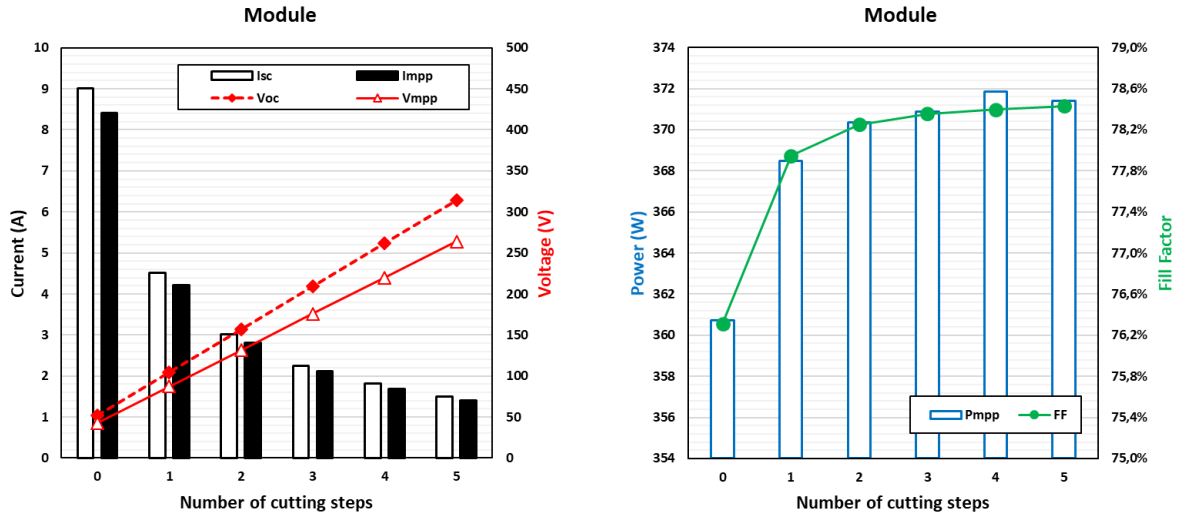 Module
10
9
8
7
6
5
4
3
2
1
0
Current (A)
Isc
Impp
Voc
Vmpp
500
450
400
350
300
250
200
150
100
50
0
Voltage (V)
0 1 2 3 4 5
Number of cutting steps
Module
374
372
370
368
366
364
362
360
358
356
354
Power (W)
Pmpp
FF
79,0%
78,6%
78,2%
77,8%
77,4%
77,0%
76,6%
76,2%
75,8%
75,4%
75,0%
Fill Factor
0 1 2 3 4 5
Number of cutting steps